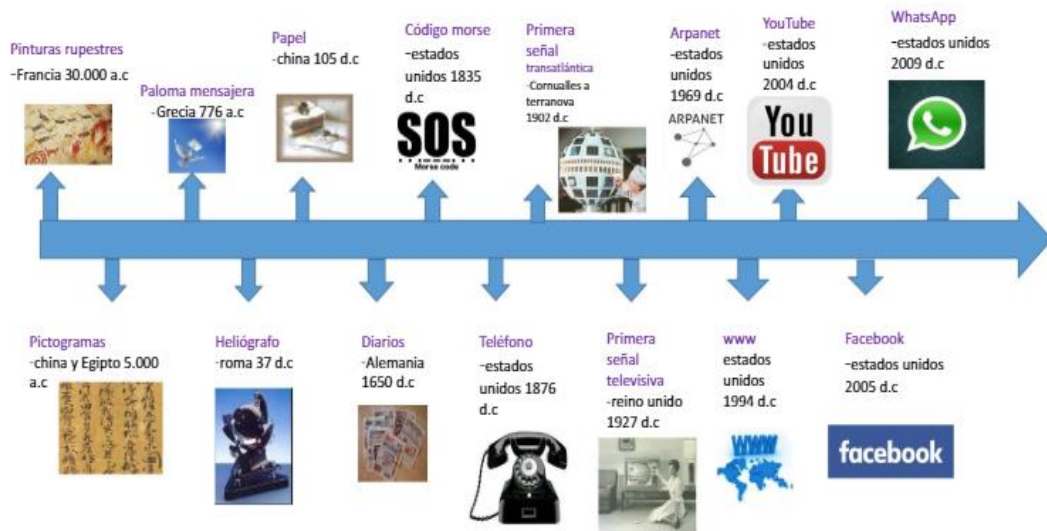 Pinturas rupestres
-Francia 30.000 a.c
Paloma mensajera
-Grecia 776 a.c
Papel
-china 105 d.c
Código morse
-estados
unidos 1835
d.c
SOS
Morse code
Primera
señal
transatlántica
-Cornualles a
terranova
1902 d.c
Arpanet
-estados
unidos
1969 d.c
ARPANET
YouTube
-estados
unidos
2004 d.c
You
Tube
WhatsApp
-estados unidos
2009 d.c
Pictogramas
-china y Egipto 5.000
a.c
Heliógrafo
-roma 37 d.c
Diarios
-Alemania
1650 d.c
Teléfono
-estados
unidos 1876
d.c
Primera
señal
televisiva
-reino unido
1927 d.c
www
estados
unidos
1994 d.c
WWW
Facebook
-estados unidos
2005 d.c
facebook